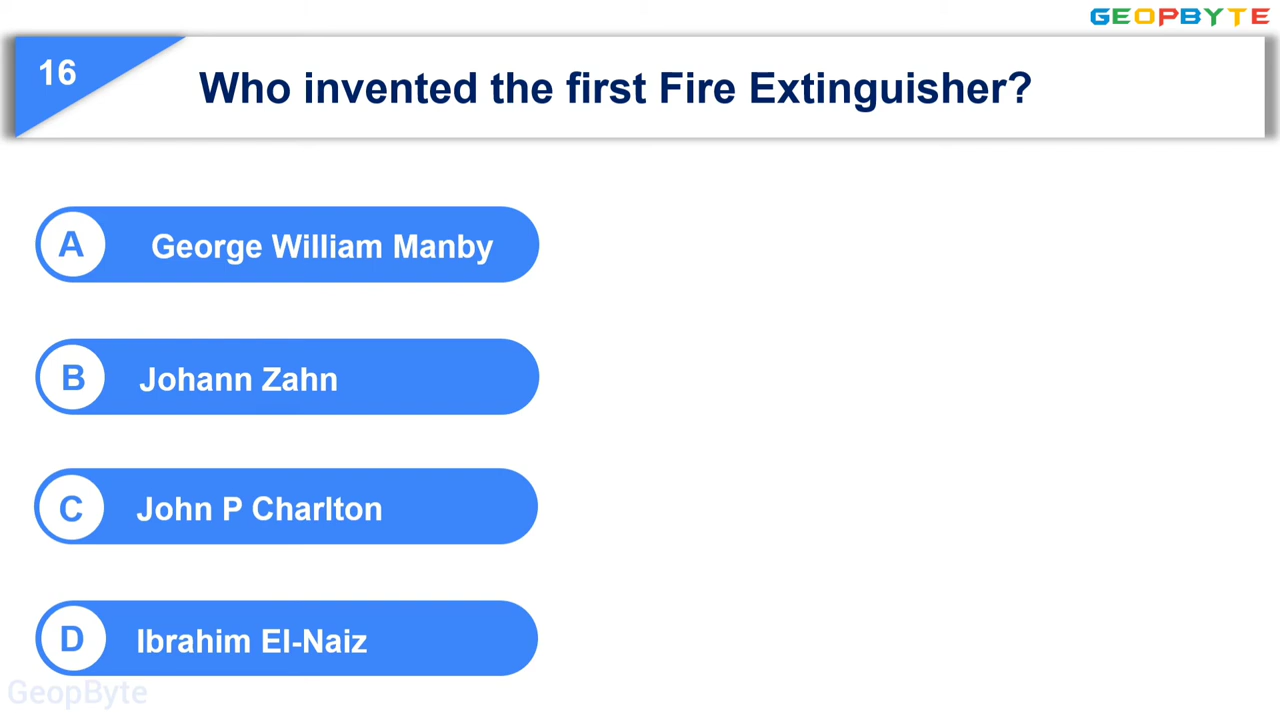 GEOPBYTE
16
Who invented the first Fire Extinguisher?
A George William Manby
B Johann Zahn
C John P Charlton
D Ibrahim El-Naiz
GeopByte